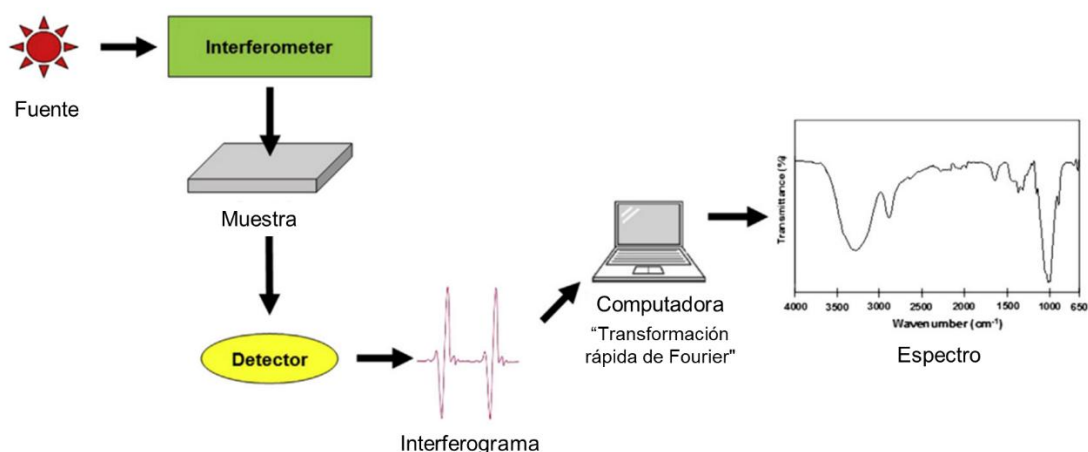 Fuente
Interferometer
Muestra
Detector
Interferograma
Computadora
“Transformación
rápida de Fourier"
Transmittance (%)
4000 3500 3000 2500 2000 1500 1000 650
Wavenumber (cm-1)
Espectro